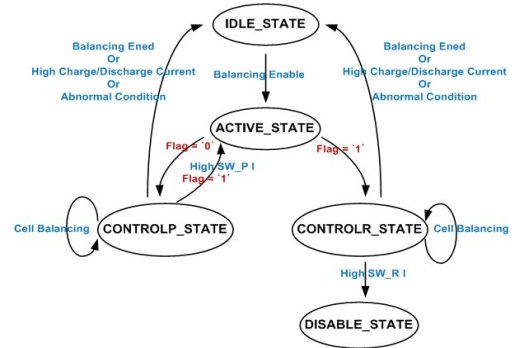 IDLE_STATE
Balancing Ened
Or
High Charge/Discharge Current
Or
Abnormal Condition
Balancing Ened
Or
High Charge/Discharge Current
Or
Abnormal Condition
Balancing Enable
ACTIVE_STATE
Flag = '0'
High SW_P I
Flag = '1'
Flag = '1'
Cell Balancing
CONTROLP_STATE
CONTROLR_STATE
Cell Balancing
High SW_R I
DISABLE_STATE